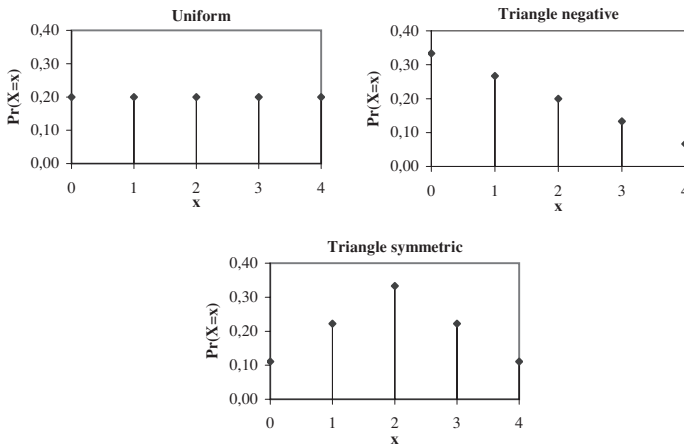 Uniform
0,40
0,30
0,20
0,10
0,00
Pr(X=x)
0 1 2 3 4
x
Triangle negative
0,40
0,30
0,20
0,10
0,00
Pr(X=x)
0 1 2 3 4
x
Triangle symmetric
0,40
0,30
0,20
0,10
0,00
Pr(X=x)
0 1 2 3 4
x